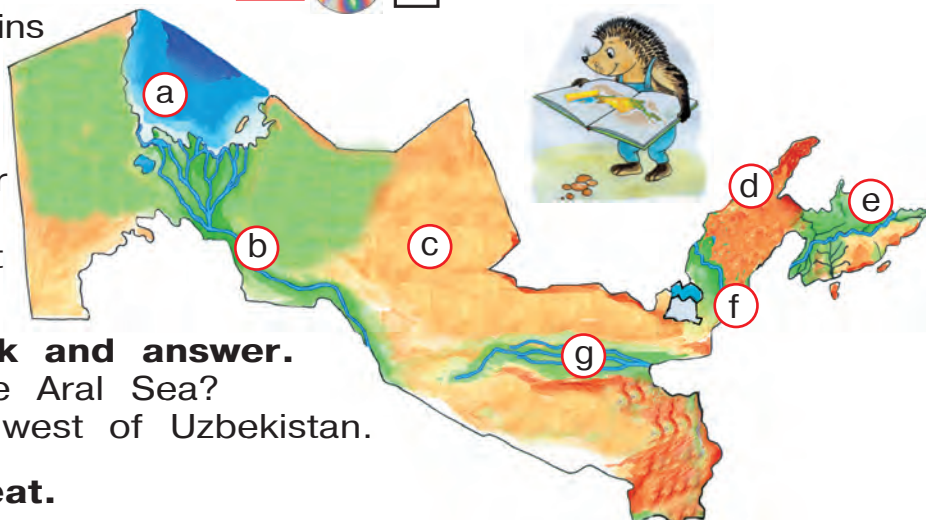 ins
a
r
d
e
b
c
t
f
k and answer.
g
e Aral Sea?
west of Uzbekistan.
eat.